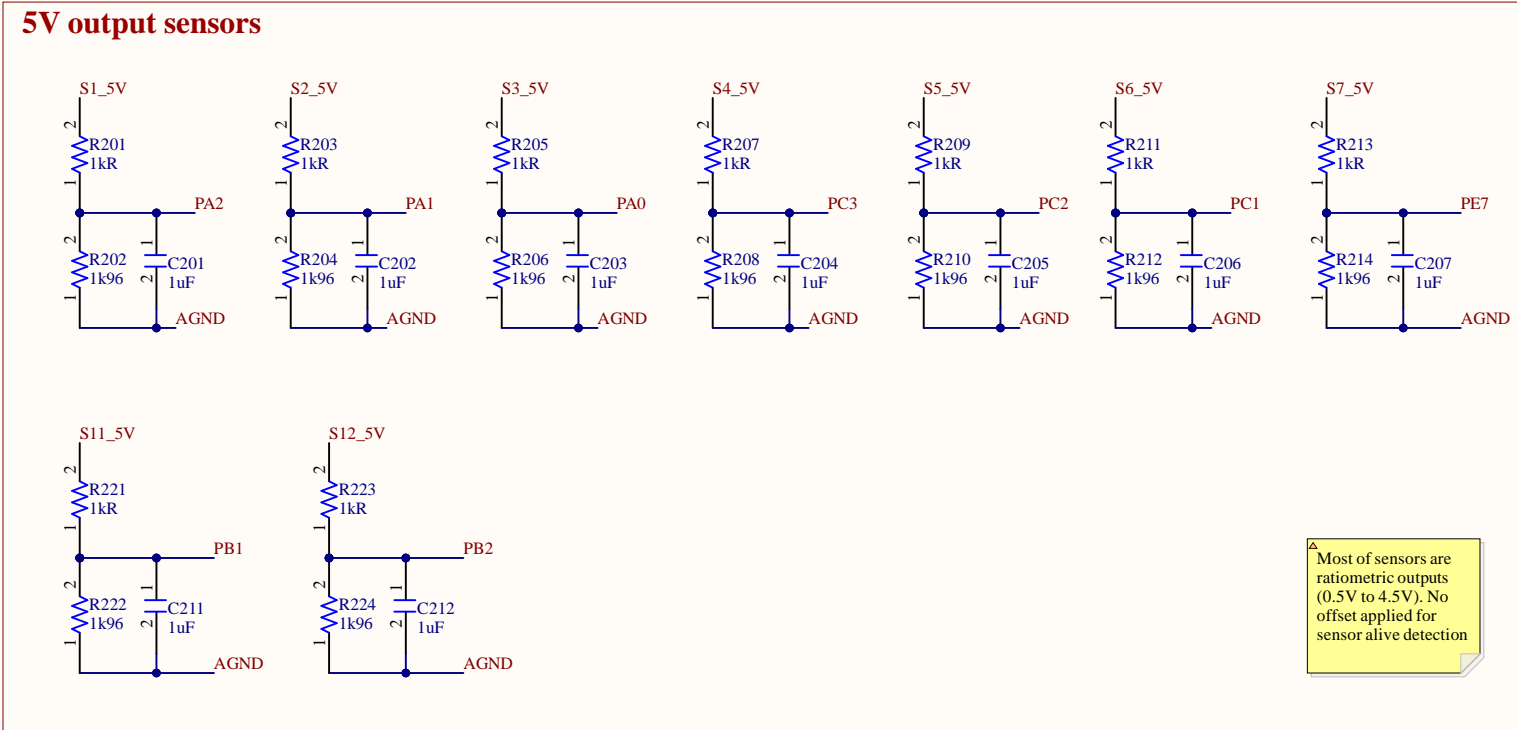 5V output sensors
S1_5V
2
R201
1kR
1
PA2
2
R202
1k96
1
1
C201
2
1uF
AGND
S2_5V
2
R203
1kR
1
PA1
2
R204
1k96
1
1
C202
2
1uF
AGND
S3_5V
2
R205
1kR
1
PA0
2
R206
1k96
1
1
C203
2
1uF
AGND
S4_5V
2
R207
1kR
1
PC3
2
R208
1k96
1
1
C204
2
1uF
AGND
S5_5V
2
R209
1kR
1
PC2
2
R210
1k96
1
1
C205
2
1uF
AGND
S6_5V
2
R211
1kR
1
PC1
2
R212
1k96
1
1
C206
2
1uF
AGND
S7_5V
2
R213
1kR
1
PE7
2
R214
1k96
1
1
C207
2
1uF
AGND
S11_5V
2
R221
1kR
1
PB1
2
R222
1k96
1
1
C211
2
1uF
AGND
S12_5V
2
R223
1kR
1
PB2
2
R224
1k96
1
1
C212
2
1uF
AGND
Most of sensors are
ratiometric outputs
(0.5V to 4.5V). No
offset applied for
sensor alive detection